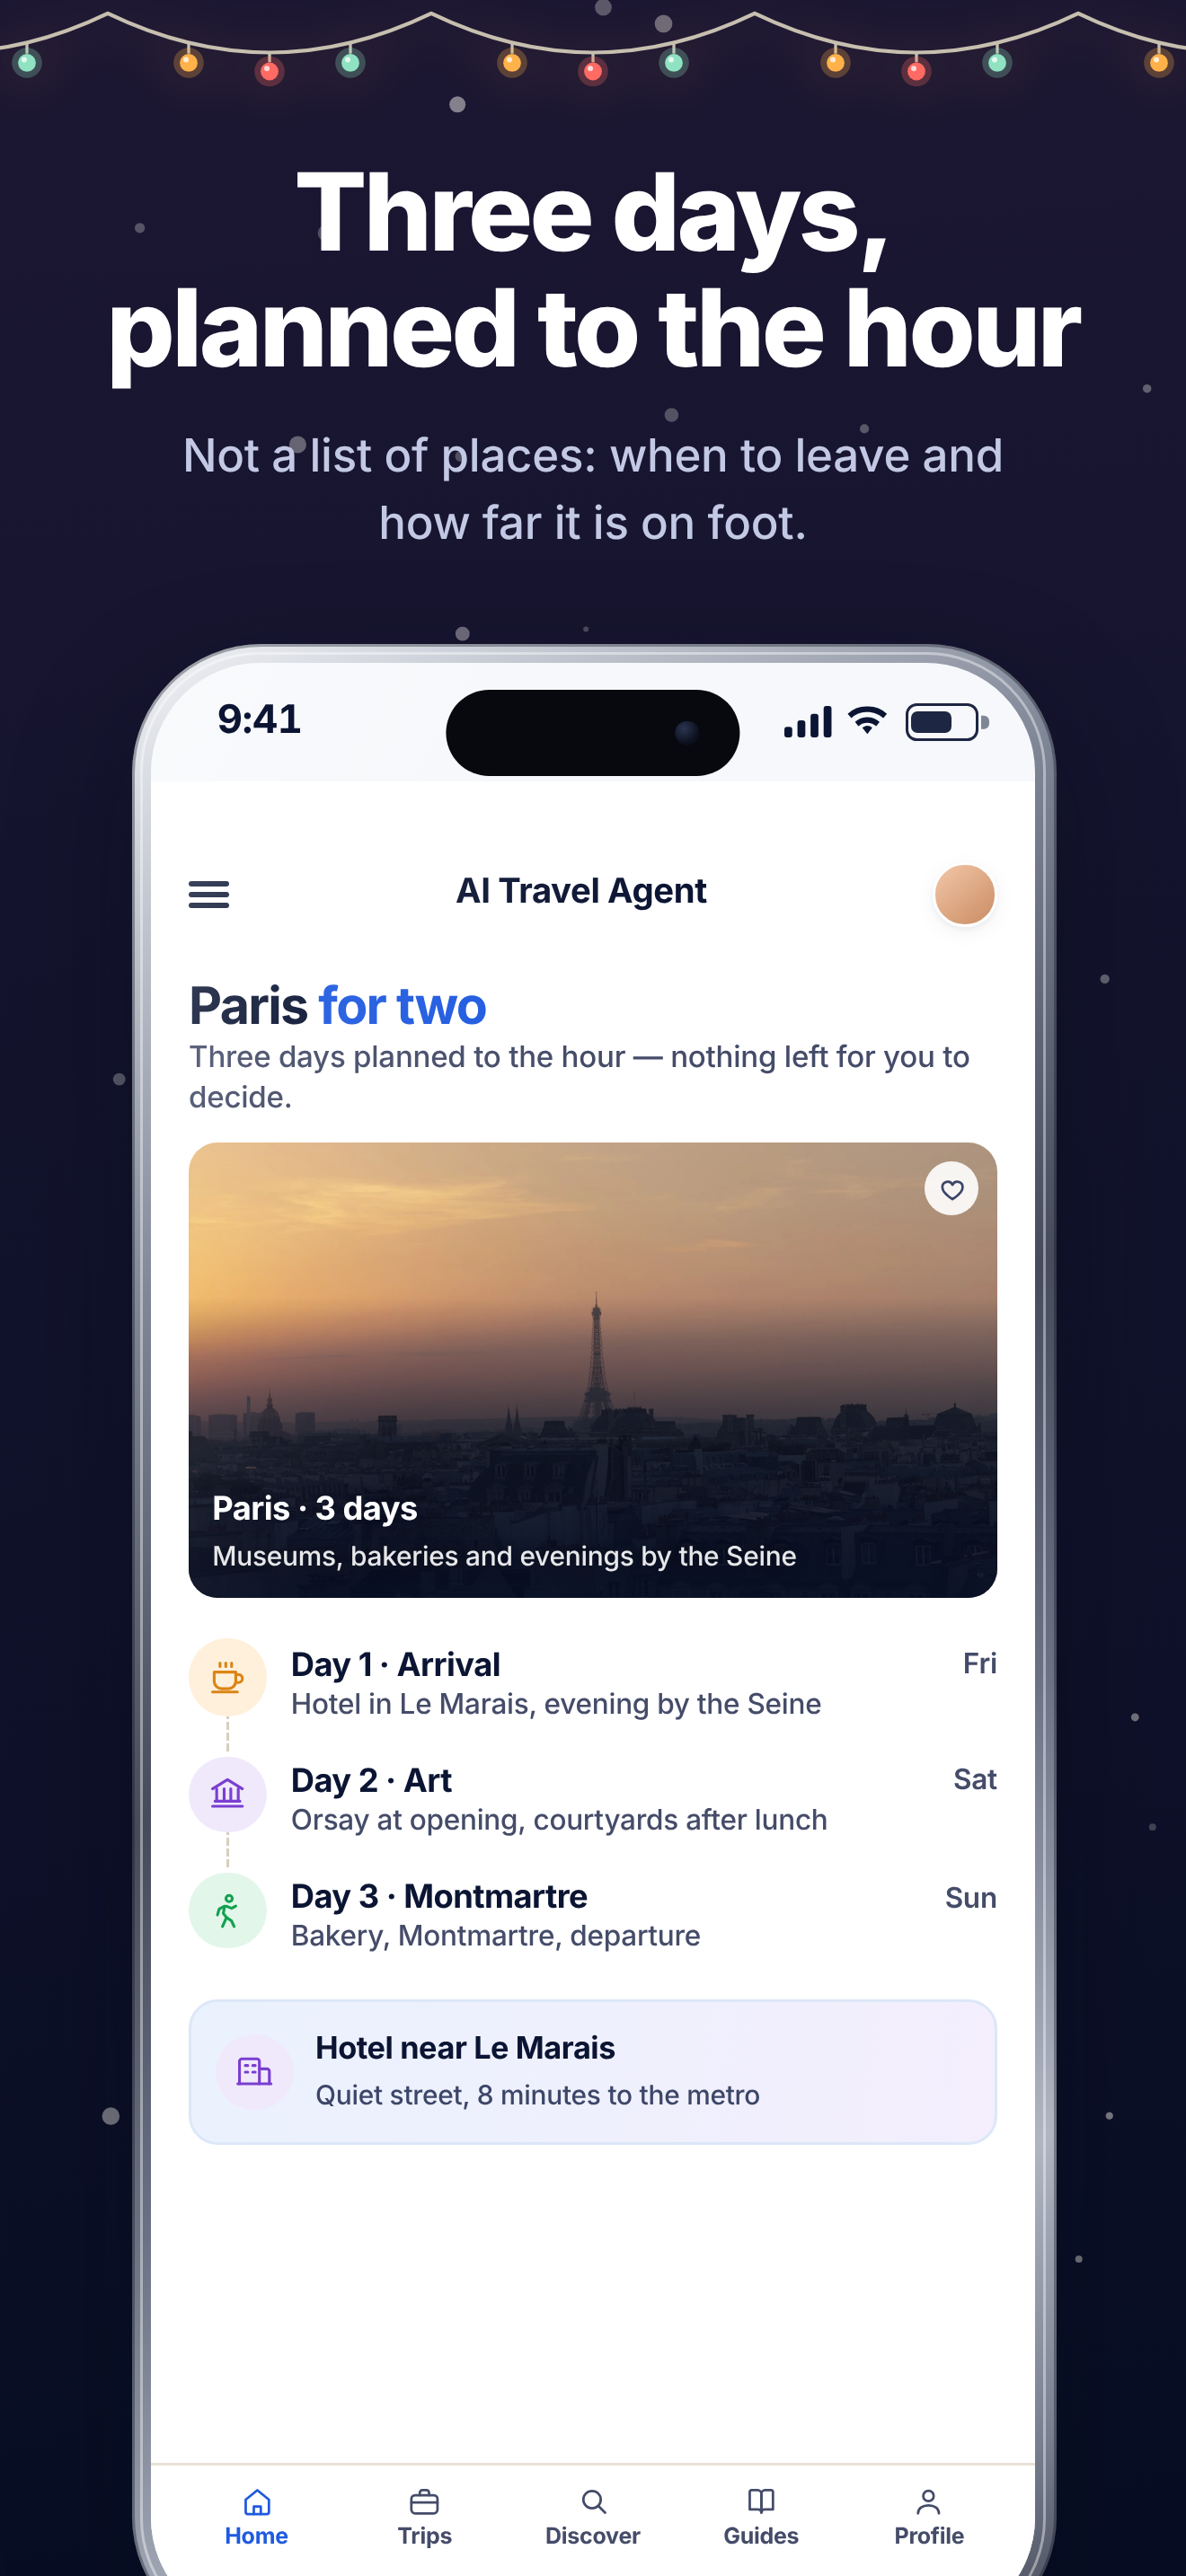 Three days,
planned to the hour
Not a list of places: when to leave and
how far it is on foot.
9:41
AI Travel Agent
Paris for two
Three days planned to the hour — nothing left for you to
decide.
Paris · 3 days
Museums, bakeries and evenings by the Seine
Day 1 · Arrival
Fri
Hotel in Le Marais, evening by the Seine
Day 2 · Art
Sat
Orsay at opening, courtyards after lunch
Day 3 · Montmartre
Sun
Bakery, Montmartre, departure
Hotel near Le Marais
Quiet street, 8 minutes to the metro
Home
Trips
Discover
Guides
Profile